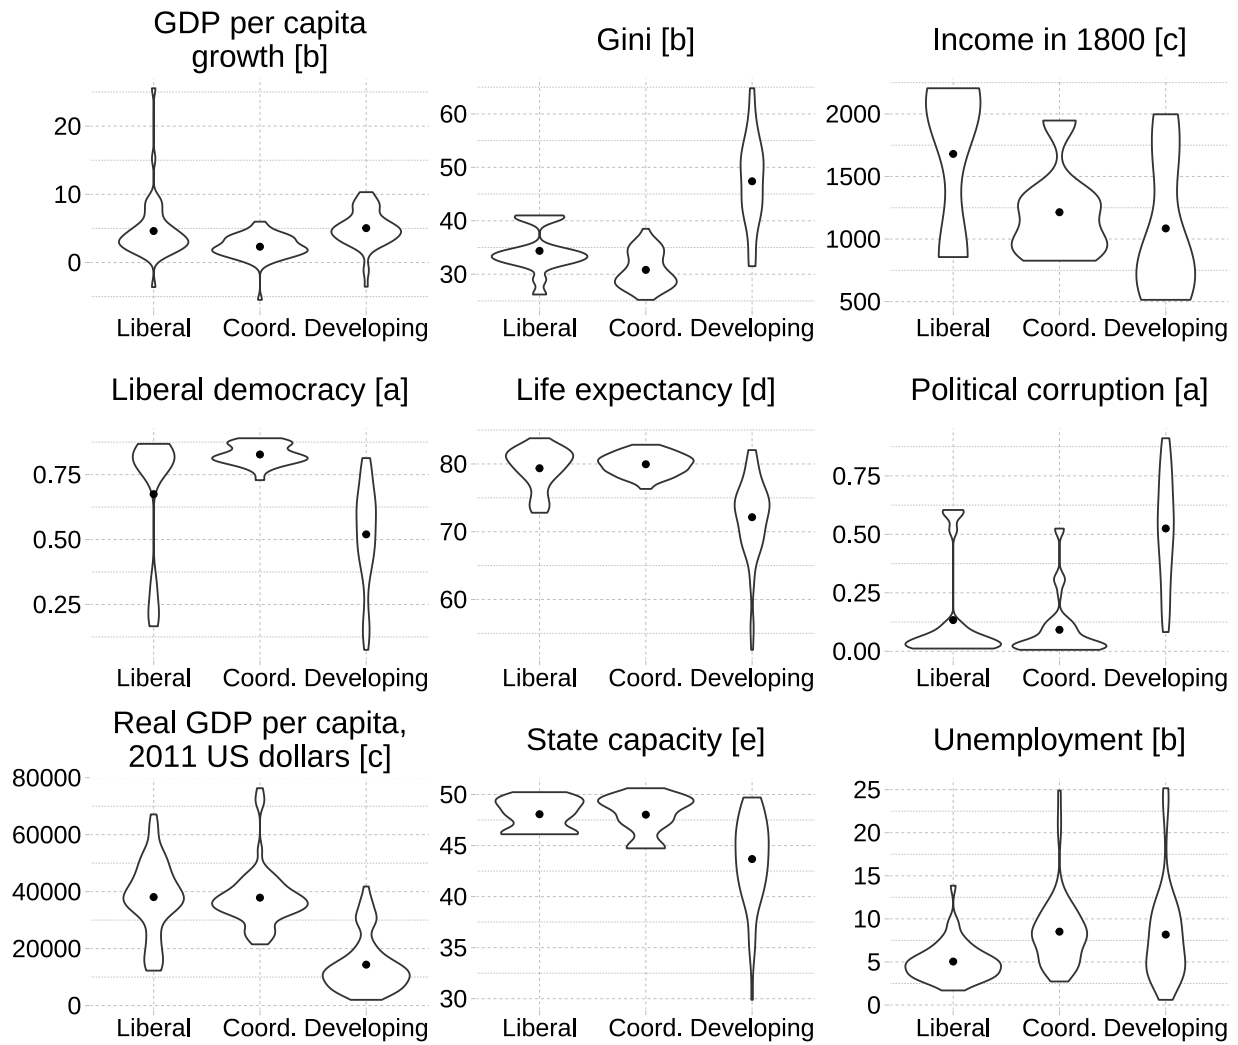 GDP per capita
growth [b]
20
10
0
Liberal Coord. Developing
Gini [b]
60
50
40
30
Liberal Coord. Developing
Income in 1800 [c]
2000
1500
1000
500
Liberal Coord. Developing
Liberal democracy [a]
0.75
0.50
0.25
Liberal Coord. Developing
Life expectancy [d]
80
70
60
Liberal Coord. Developing
Political corruption [a]
0.75
0.50
0.25
0.00
Liberal Coord. Developing
Real GDP per capita,
2011 US dollars [c]
80000
60000
40000
20000
0
Liberal Coord. Developing
State capacity [e]
50
45
40
35
30
Liberal Coord. Developing
Unemployment [b]
25
20
15
10
5
0
Liberal Coord. Developing